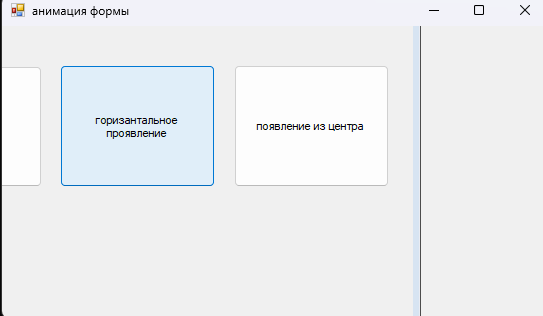 анимация формы
горизантальное
проявление
появление из центра